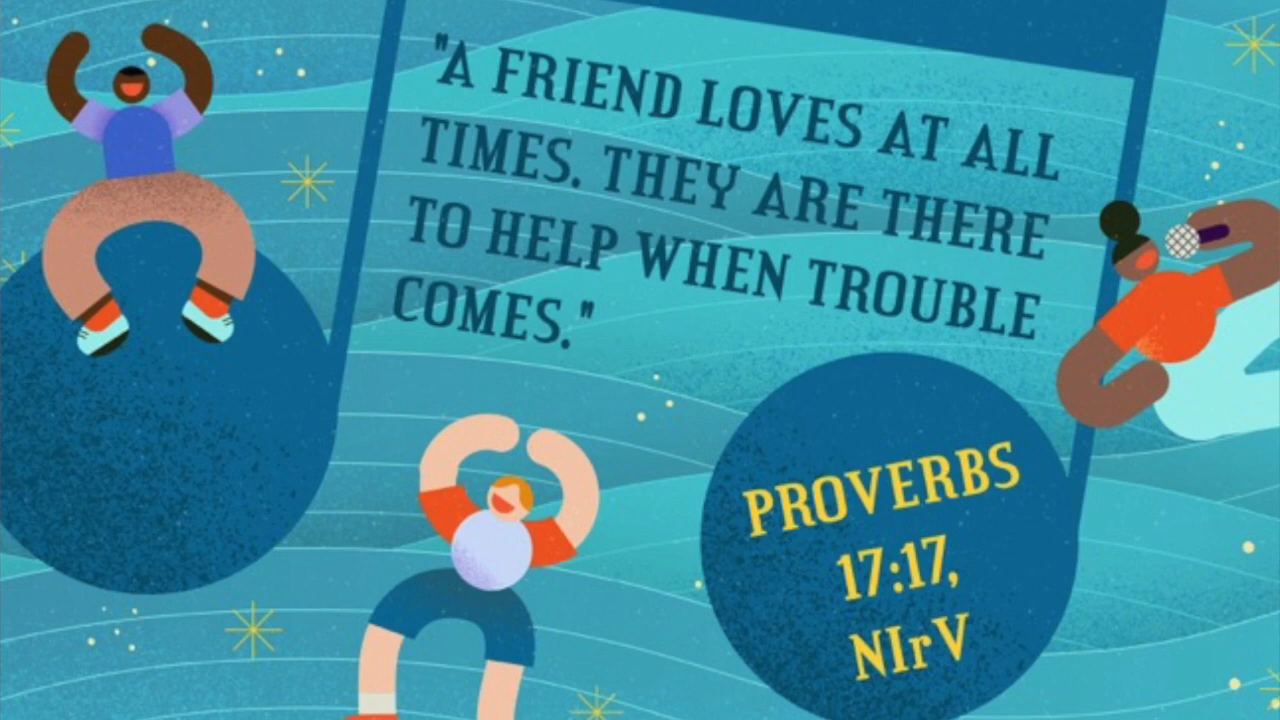 "A FRIEND LOVES AT ALL
TIMES. THEY ARE THERE
TO HELP WHEN TROUBLE
COMES."
PROVERBS
17:17,
NIrV